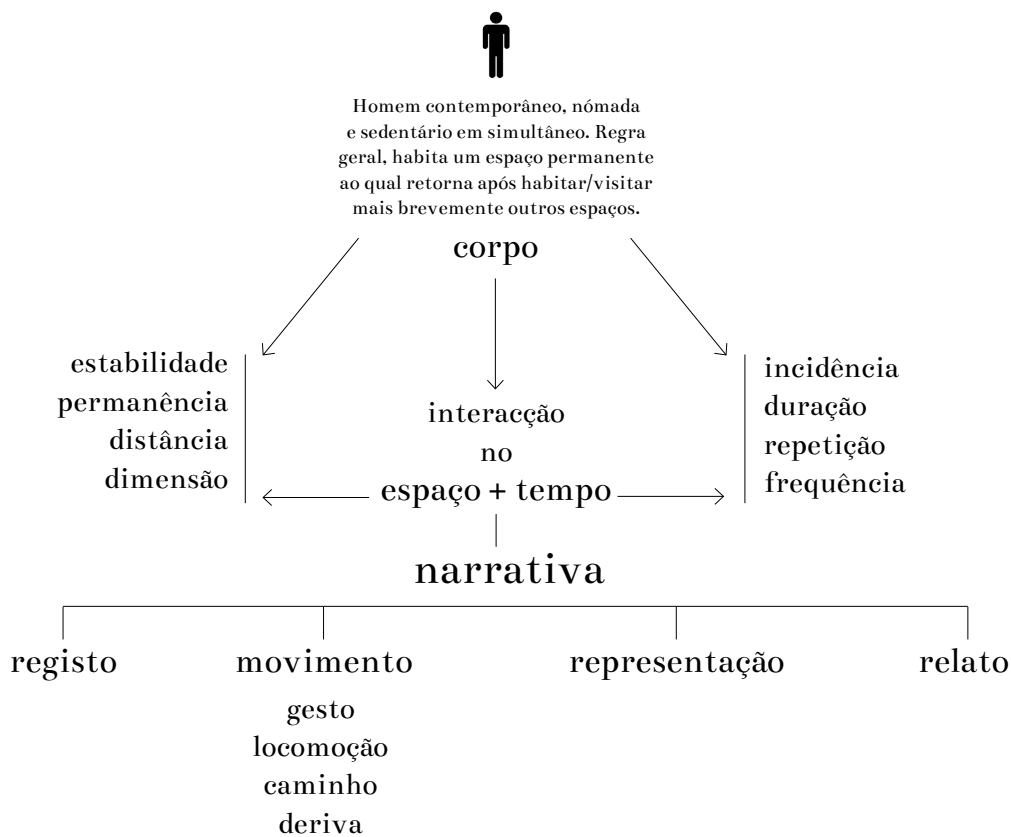 Homem contemporâneo, nómada
e sedentário em simultâneo. Regra
geral, habita um espaço permanente
ao qual retorna após habitar/visitar
mais brevemente outros espaços.
corpo
estabilidade
permanência
distância
dimensão
interacção
no
espaço + tempo
incidência
duração
repetição
frequência
narrativa
registo
movimento
gesto
locomoção
caminho
deriva
representação
relato